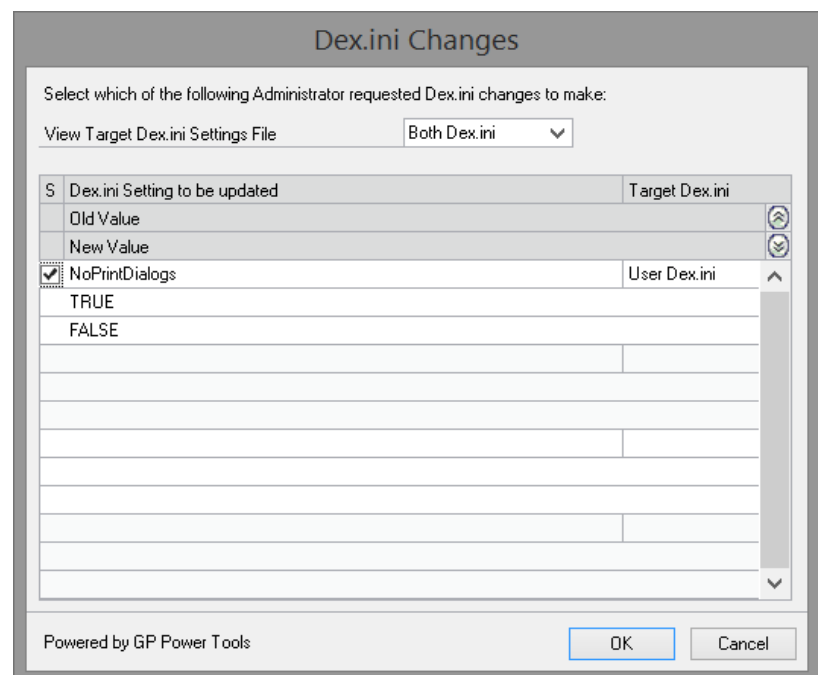 Dex.ini Changes
Select which of the following Administrator requested Dex.ini changes to make:
View Target Dex.ini Settings File Both Dex.ini
S Dex.ini Setting to be updated Target Dex.ini
Old Value
New Value
NoPrintDialogs User Dex.ini
TRUE
FALSE
Powered by GP Power Tools OK Cancel